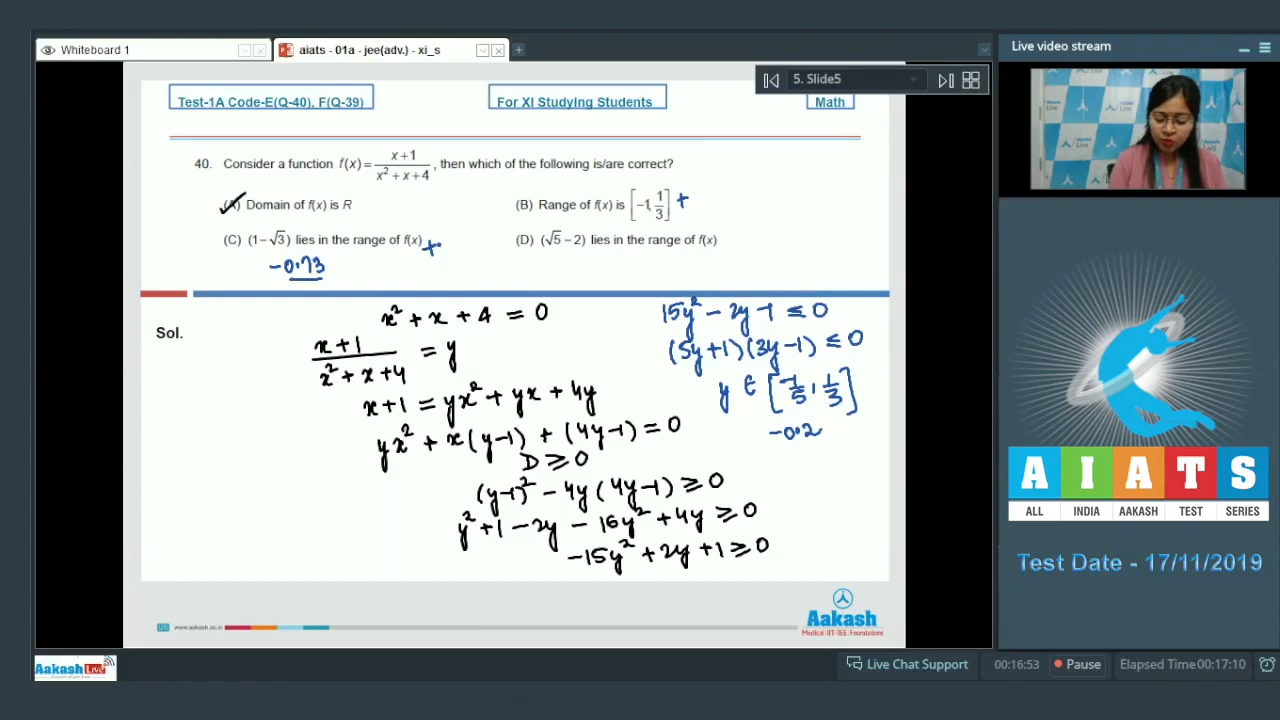 Whiteboard 1
aiats - 01a - jee(adv.) - xi_s
Live video stream
5. Slide5
Test-1A Code-E(Q-40), F(Q-39)
For XI Studying Students
Math
40. Consider a function f(x) = x+1 / x² + x + 4, then which of the following is/are correct?
(A) Domain of f(x) is R
(B) Range of f(x) is [-1, 1/3] +
(C) (1-√3) lies in the range of f(x) +
(D) (√5 - 2) lies in the range of f(x)
-0.73
Sol.
x² + x + 4 = 0
x+1 / x² + x + 4 = y
x+1 = yx² + yx + 4y
yx² + x(y-1) + (4y-1) = 0
D ≥ 0
(y-1)² - 4y(4y-1) ≥ 0
y² + 1 - 2y - 16y² + 4y ≥ 0
-15y² + 2y + 1 ≥ 0
15y² - 2y - 1 ≤ 0
(5y+1)(3y-1) ≤ 0
y ∈ [-1/5, 1/3]
-0.2
www.aakash.ac.in
Aakash
Medical|IIT-JEE|Foundations
AIATS
ALL INDIA AAKASH TEST SERIES
Test Date - 17/11/2019
Aakash Live
Live Chat Support
00:16:53
Pause
Elapsed Time 00:17:10